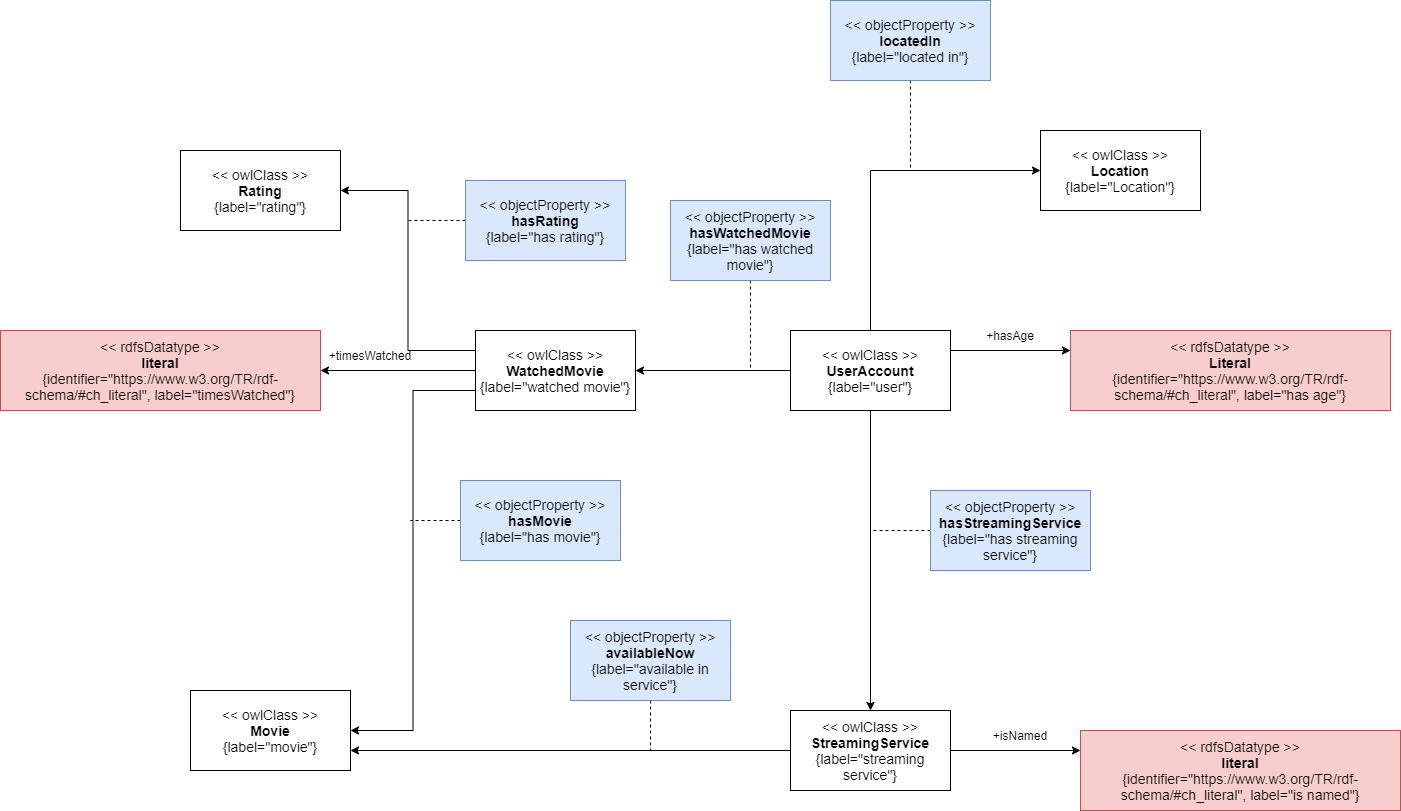 << objectProperty >>
locatedIn
{label="located in"}
<< owlClass >>
Location
{label="Location"}
<< owlClass >>
Rating
{label="rating"}
<< objectProperty >>
hasRating
{label="has rating"}
<< objectProperty >>
hasWatchedMovie
{label="has watched
movie"}
<< rdfsDatatype >>
literal
{identifier="https://www.w3.org/TR/rdf-
schema/#ch_literal", label="timesWatched"}
+timesWatched
<< owlClass >>
WatchedMovie
{label="watched movie"}
<< owlClass >>
UserAccount
{label="user"}
+hasAge
<< rdfsDatatype >>
Literal
{identifier="https://www.w3.org/TR/rdf-
schema/#ch_literal", label="has age"}
<< objectProperty >>
hasMovie
{label="has movie"}
<< objectProperty >>
hasStreamingService
{label="has streaming
service"}
<< objectProperty >>
availableNow
{label="available in
service"}
<< owlClass >>
Movie
{label="movie"}
<< owlClass >>
StreamingService
{label="streaming
service"}
+isNamed
<< rdfsDatatype >>
literal
{identifier="https://www.w3.org/TR/rdf-
schema/#ch_literal", label="is named"}